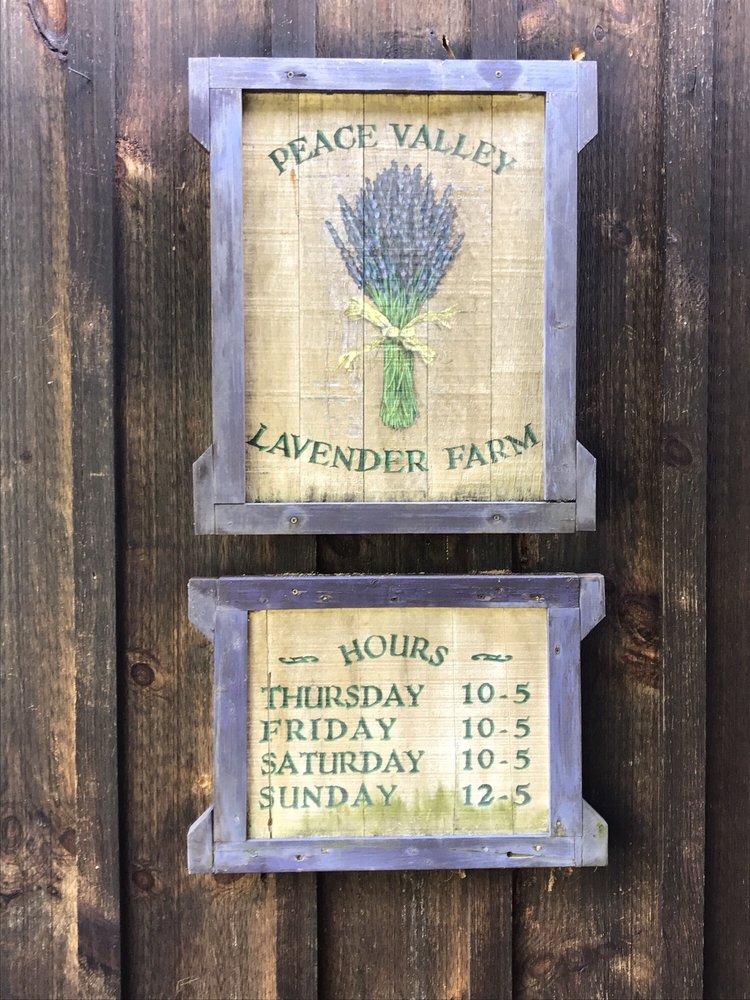 PEACE VALLEY
LAVENDER FARM
HOURS
THURSDAY 10-5
FRIDAY 10-5
SATURDAY 10-5
SUNDAY 12-5